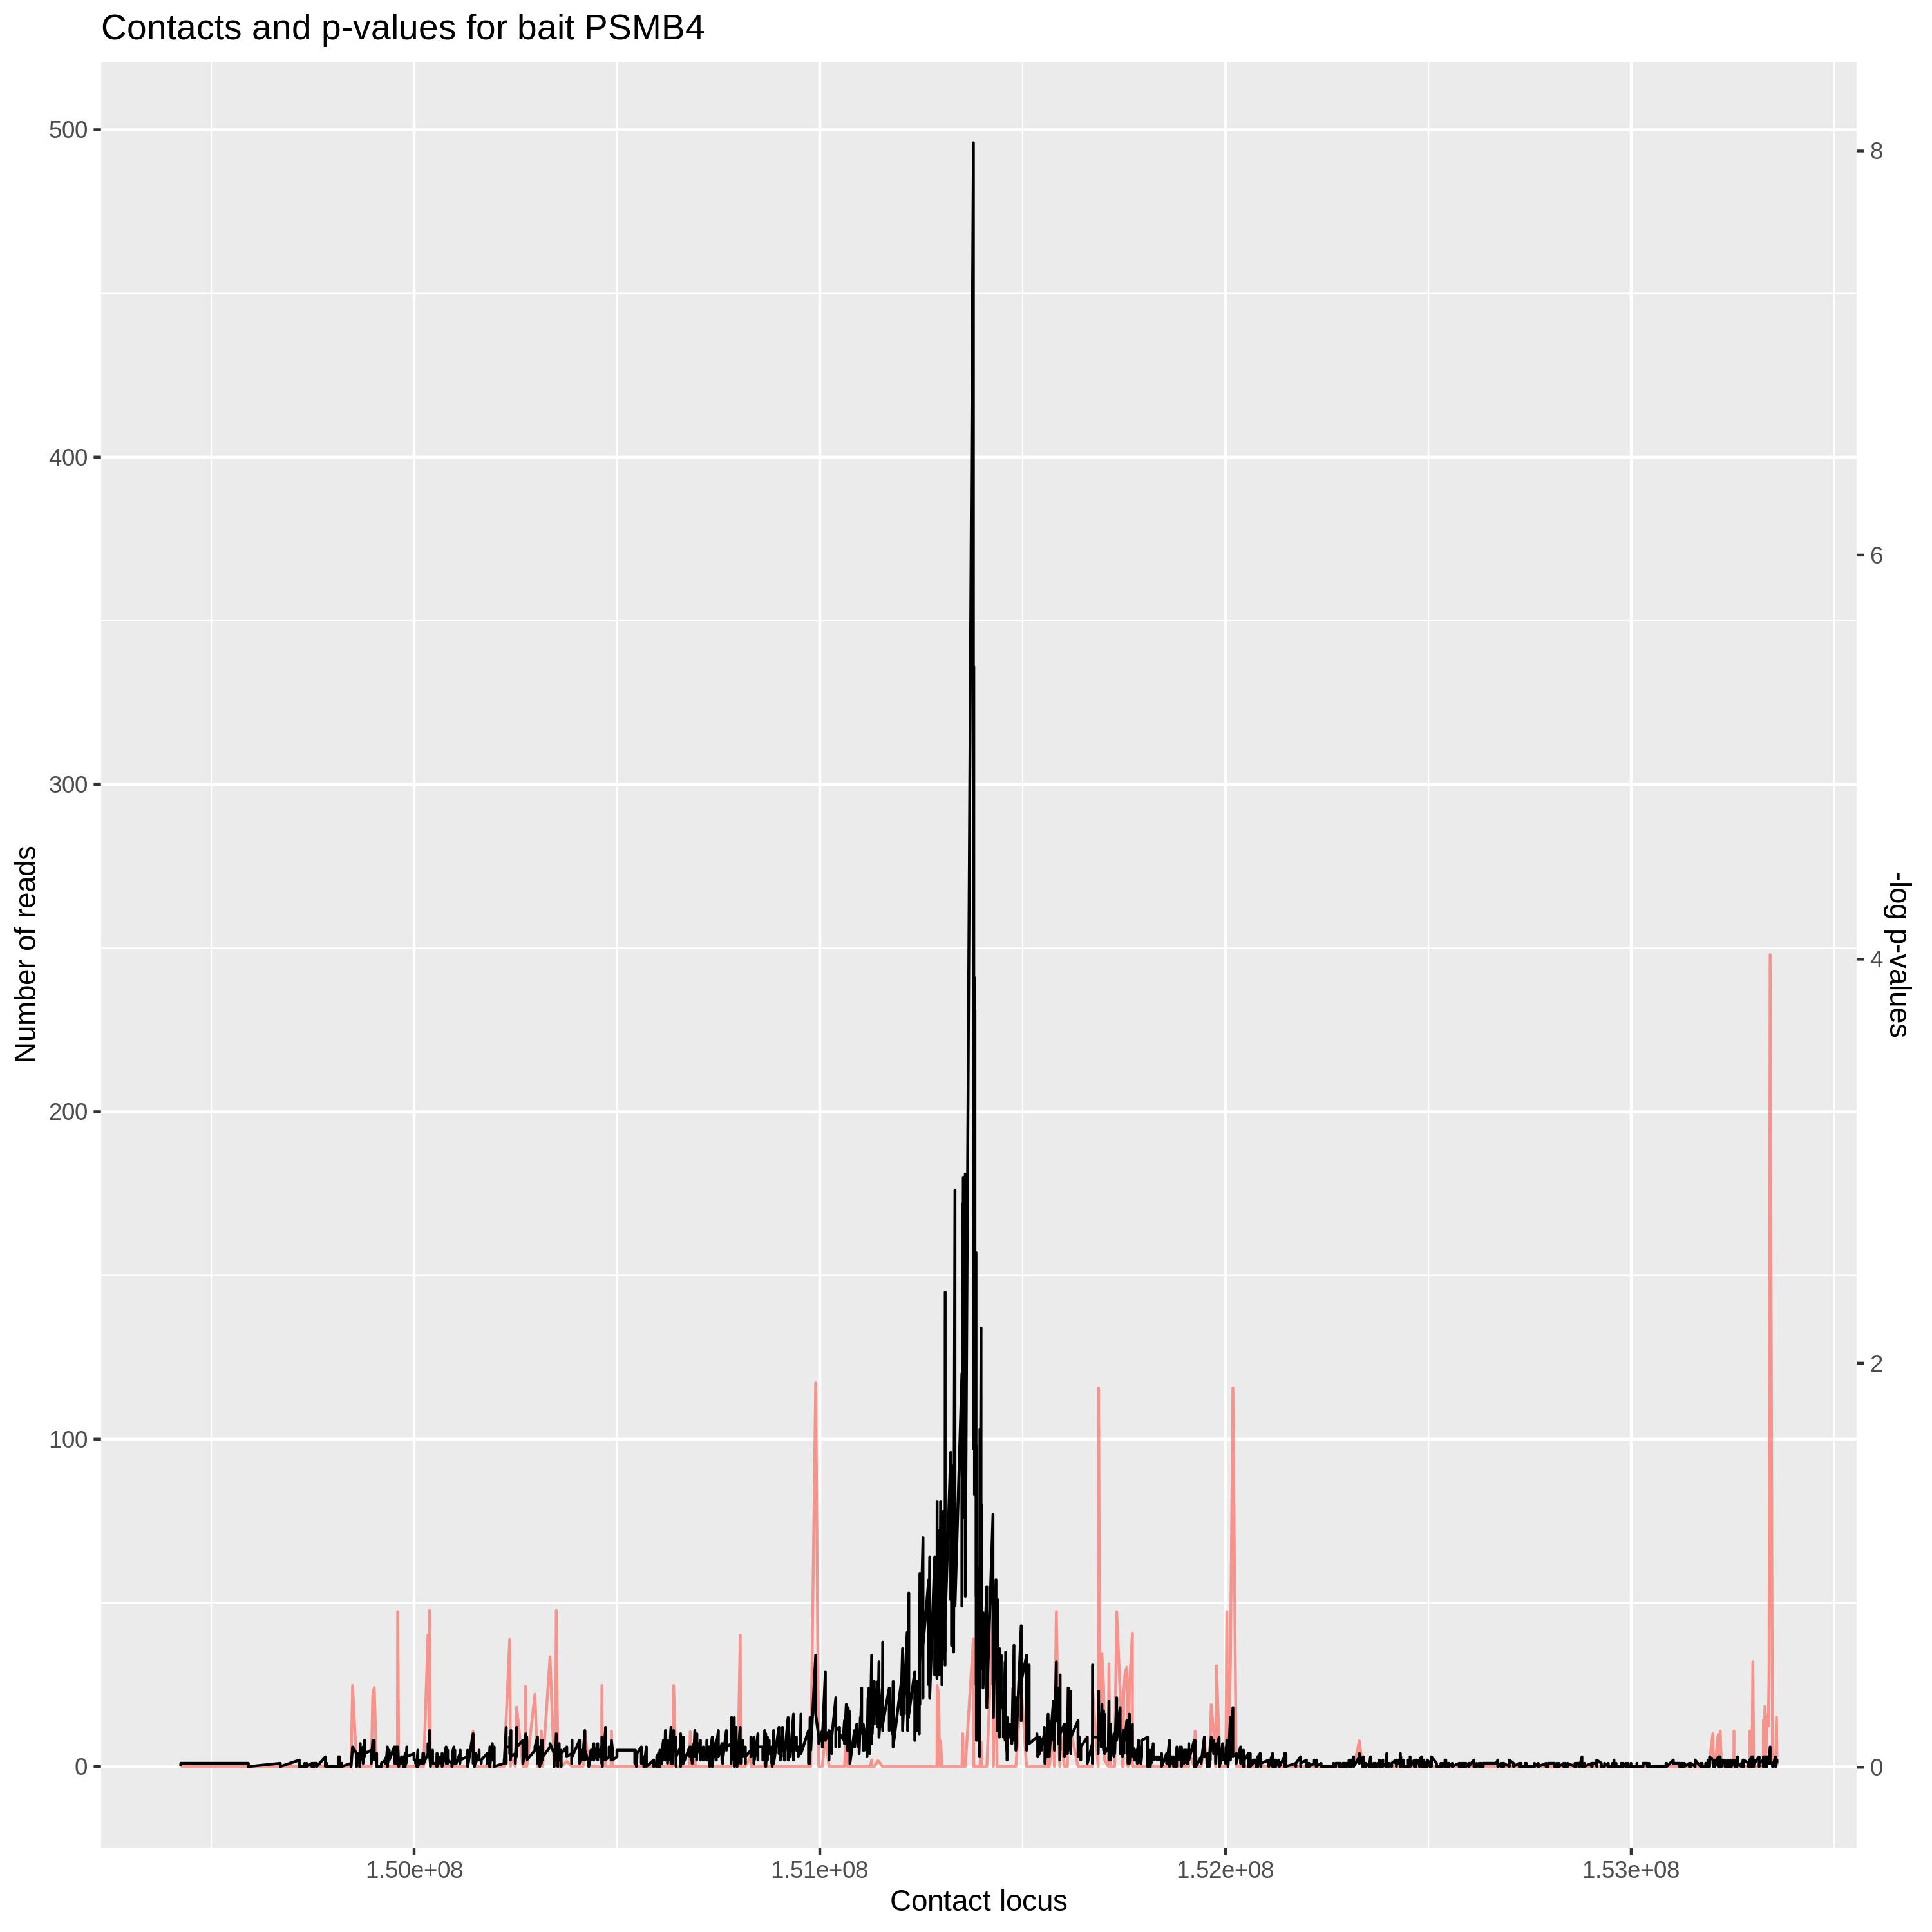 Contacts and p-values for bait PSMB4
500
400
300
200
100
0
Number of reads
8
6
4
2
0
-log p-values
1.50e+08
1.51e+08
1.52e+08
1.53e+08
Contact locus